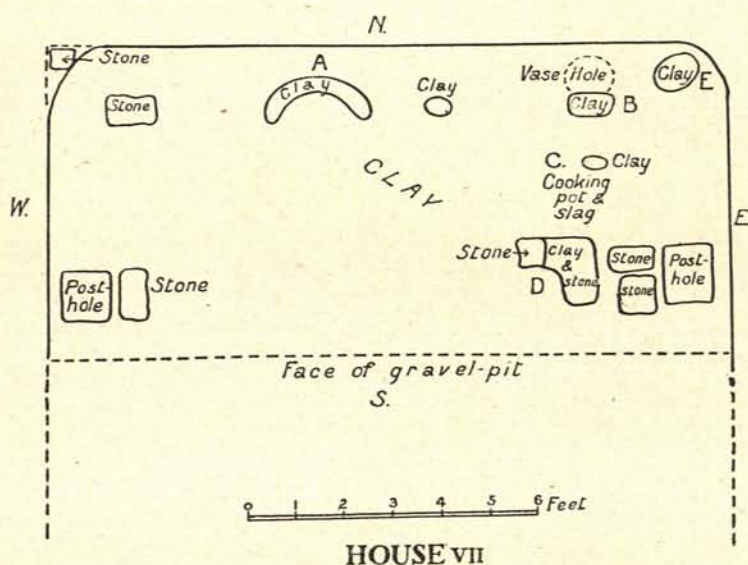 N.
← Stone
A
Clay
Clay
Vase Hole
Clay E
Stone
Clay B
C. Clay
Cooking
pot &
slag
CLAY
W.
E
Stone→ Clay
&
stone
D
Stone
stone
Post-
hole
Post-
hole
Stone
Face of gravel-pit
S.
0 1 2 3 4 5 6 Feet
HOUSE VII